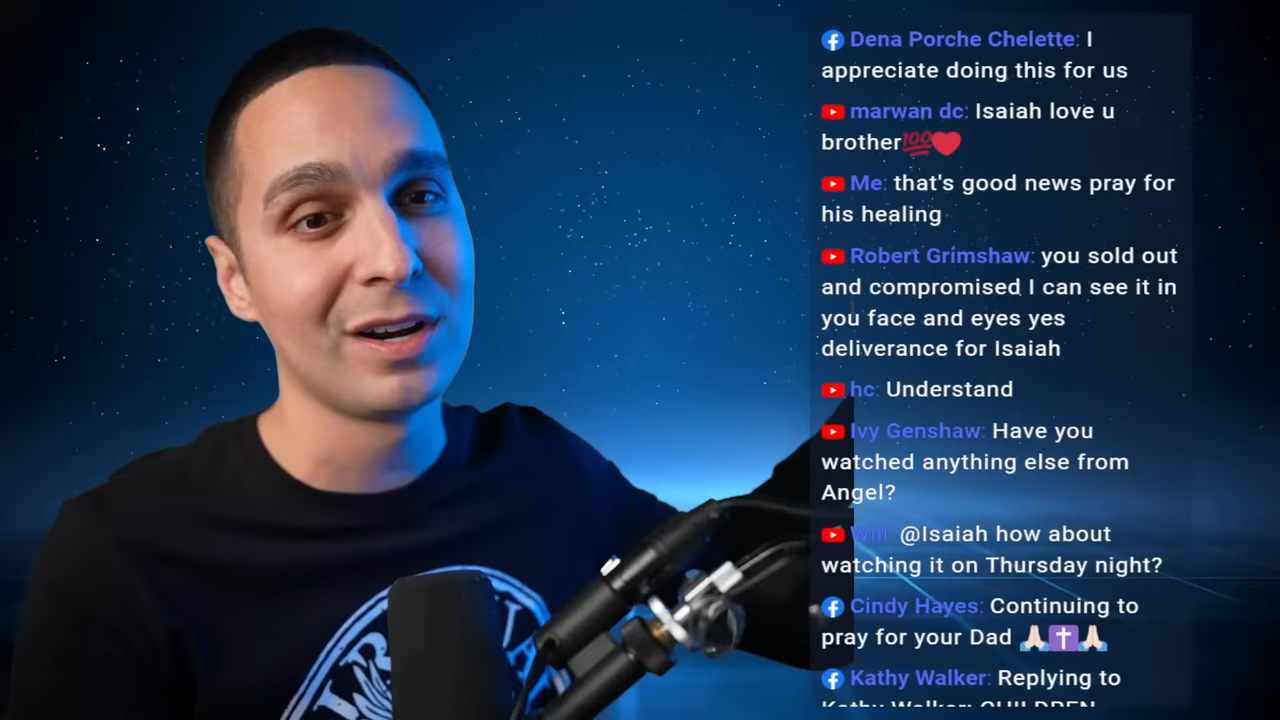 Dena Porche Chelette: I
appreciate doing this for us
marwan dc: Isaiah love u
brother💯❤️
Me: that's good news pray for
his healing
Robert Grimshaw: you sold out
and compromised I can see it in
you face and eyes yes
deliverance for Isaiah
hc: Understand
Ivy Genshaw: Have you
watched anything else from
Angel?
Will: @Isaiah how about
watching it on Thursday night?
Cindy Hayes: Continuing to
pray for your Dad 🙏🏻✝️🙏🏻
Kathy Walker: Replying to
Kathy Walker: CHILDREN